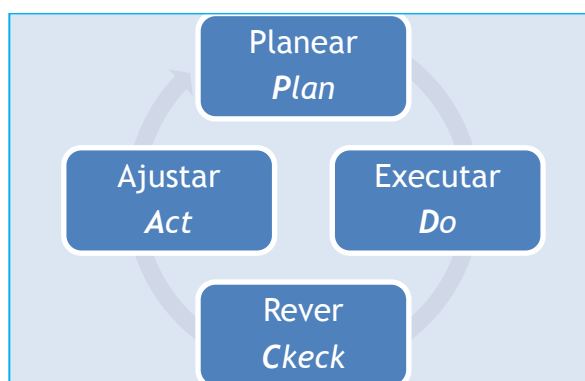 Planear
Plan
Ajustar
Act
Executar
Do
Rever
Ckeck